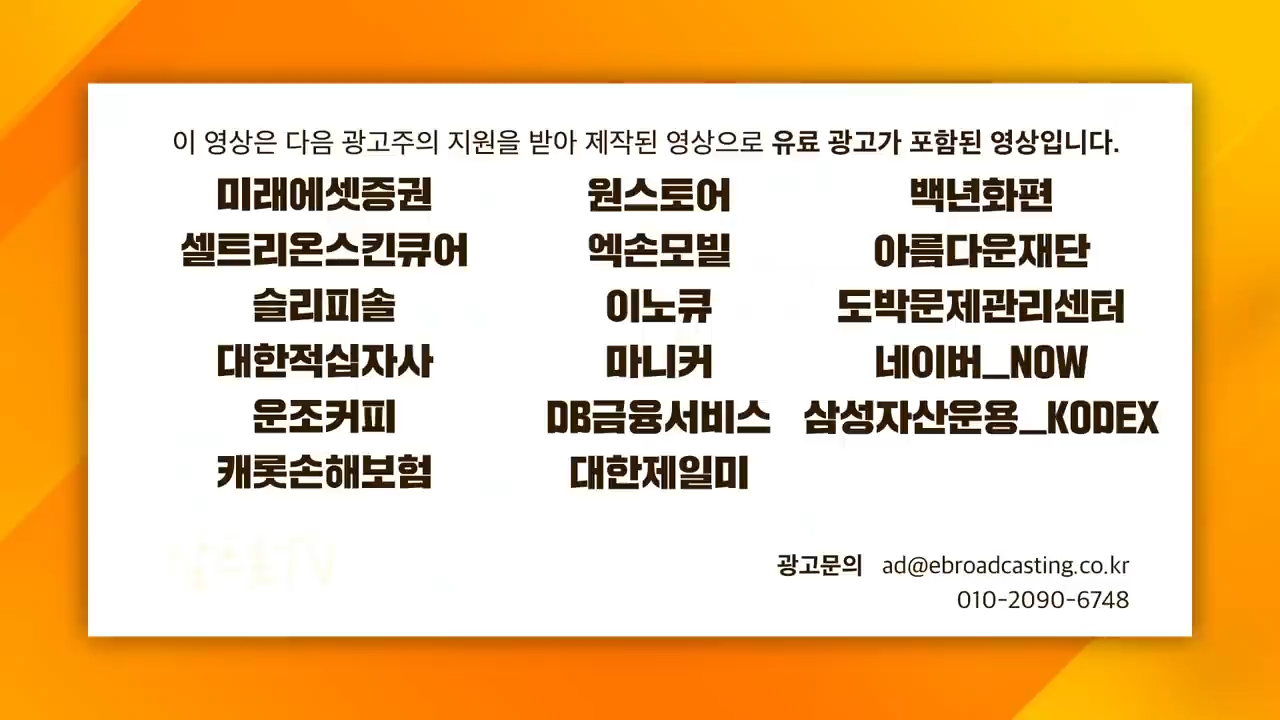 이 영상은 다음 광고주의 지원을 받아 제작된 영상으로 유료 광고가 포함된 영상입니다.
미래에셋증권 원스토어 백년화편
셀트리온스킨큐어 엑손모빌 아름다운재단
슬리피솔 이노큐 도박문제관리센터
대한적십자사 마니커 네이버_NOW
운조커피 DB금융서비스 삼성자산운용_KODEX
캐롯손해보험 대한제일미
광고문의 ad@ebroadcasting.co.kr
010-2090-6748